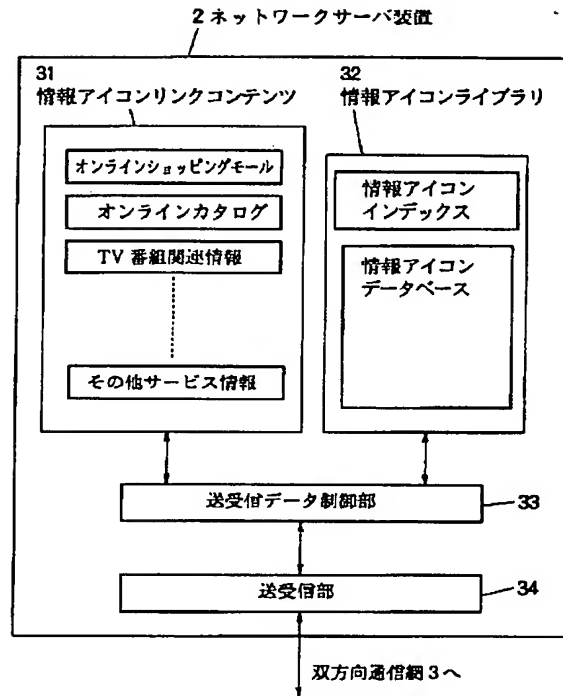 2 ネットワークサーバ装置
31
情報アイコンリンクコンテンツ
32
情報アイコンライブラリ
オンラインショッピングモール
オンラインカタログ
TV 番組関連情報
その他サービス情報
情報アイコン
インデックス
情報アイコン
データベース
送受信データ制御部
33
送受信部
34
双方向通信網 3 へ